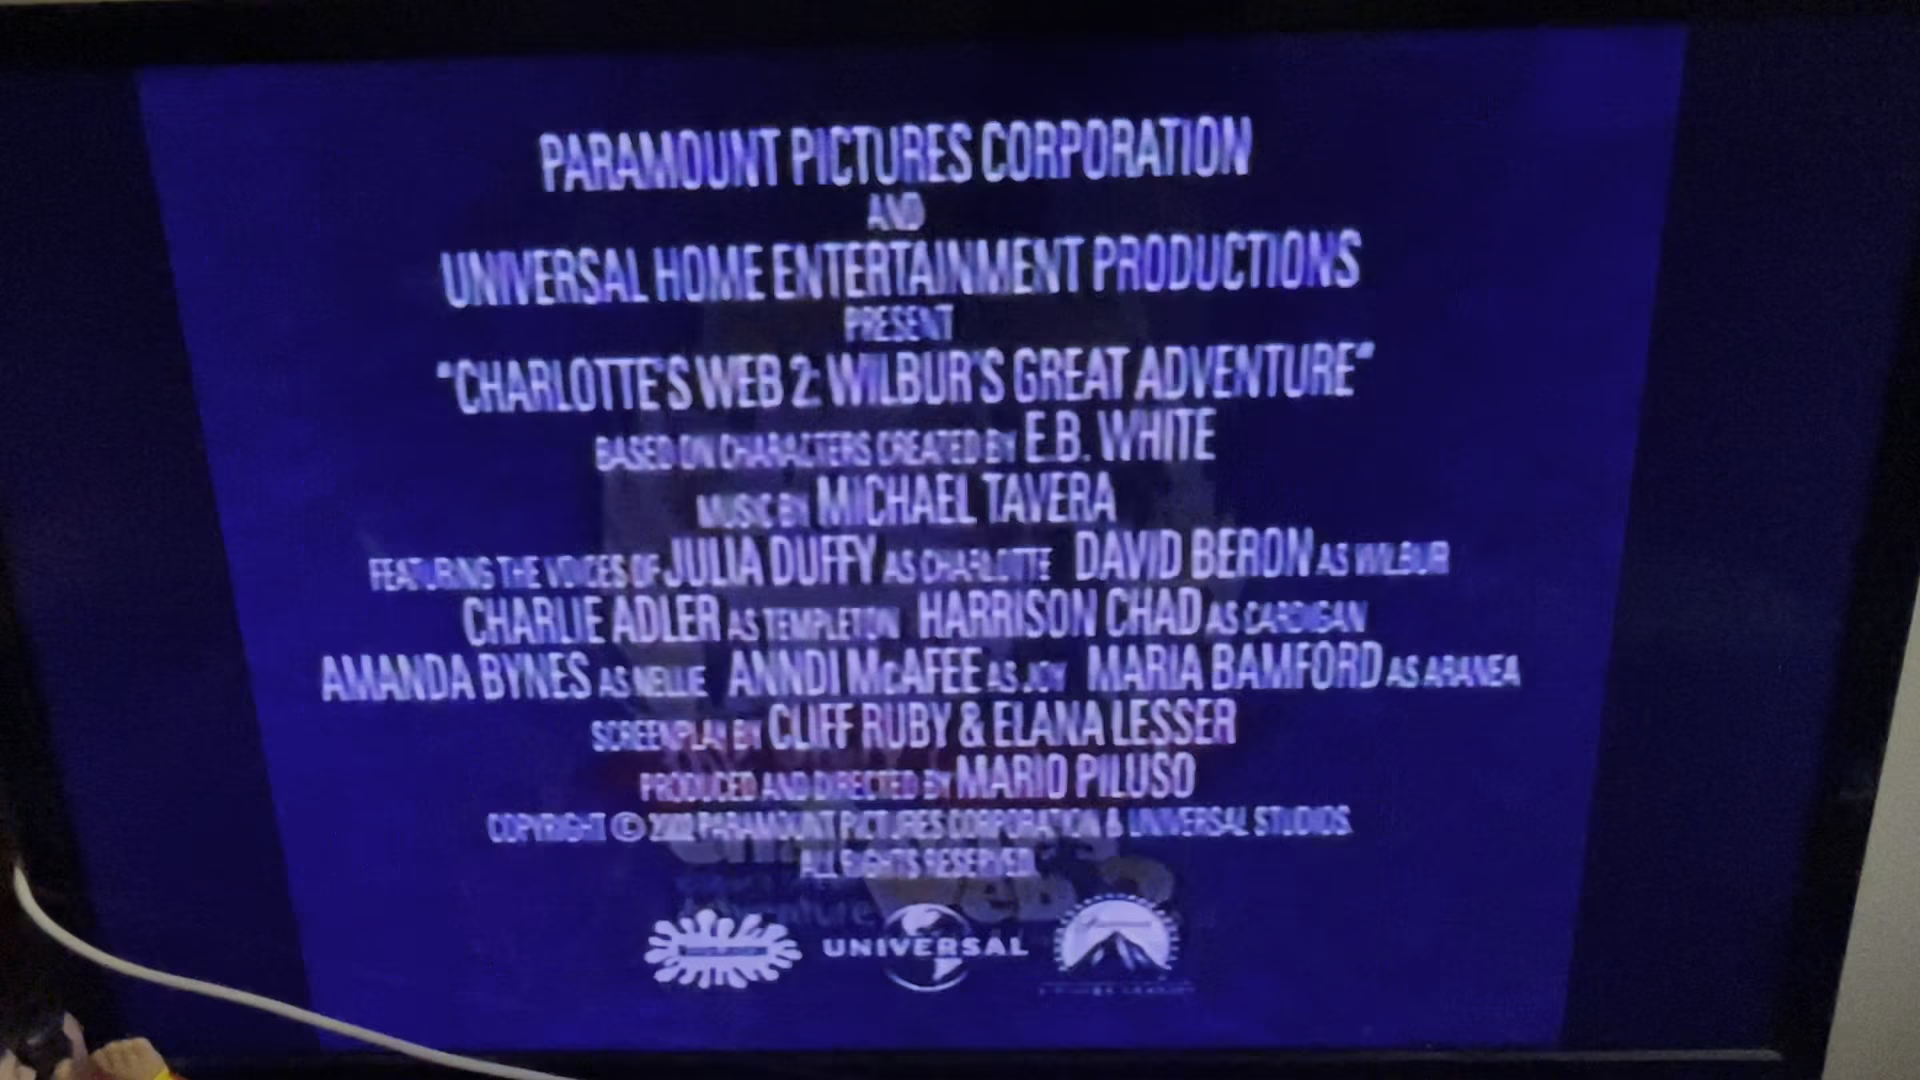 PARAMOUNT PICTURES CORPORATION
AND
UNIVERSAL HOME ENTERTAINMENT PRODUCTIONS
PRESENT
"CHARLOTTE'S WEB 2: WILBUR'S GREAT ADVENTURE"
BASED ON CHARACTERS CREATED BY E.B. WHITE
MUSIC BY MICHAEL TAVERA
FEATURING THE VOICES OF JULIA DUFFY AS CHARLOTTE DAVID BERON AS WILBUR
CHARLIE ADLER AS TEMPLETON HARRISON CHAD AS CARDIGAN
AMANDA BYNES AS NELLIE ANNDI McAFEE AS JOY MARIA BAMFORD AS ARANEA
SCREENPLAY BY CLIFF RUBY & ELANA LESSER
PRODUCED AND DIRECTED BY MARIO PILUSO
COPYRIGHT © 2002 PARAMOUNT PICTURES CORPORATION & UNIVERSAL STUDIOS.
ALL RIGHTS RESERVED.
Web 2
UNIVERSAL